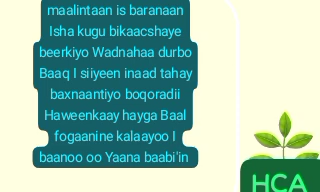 maalintaan is baranaan
Isha kugu bikaacshaye
beerkiyo Wadnahaa durbo
Baaq I siiyeen inaad tahay
baxnaantiyo boqoradii
Haweenkaay hayga Baal
fogaanine kalaayoo I
baanoo oo Yaana baabi'in
HCA